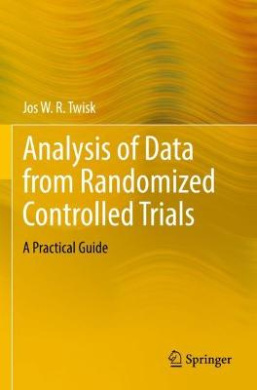 Jos W. R. Twisk
Analysis of Data
from Randomized
Controlled Trials
A Practical Guide
Springer